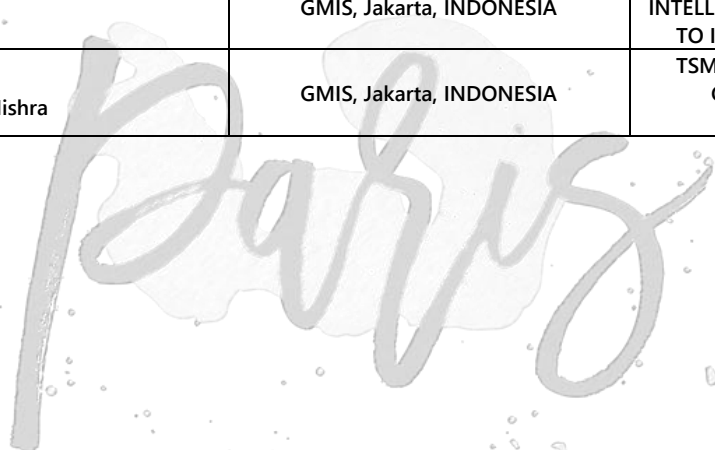 GMIS, Jakarta, INDONESIA
INTELL
TO I
TSM
GMIS, Jakarta, INDONESIA
ishra
Paris